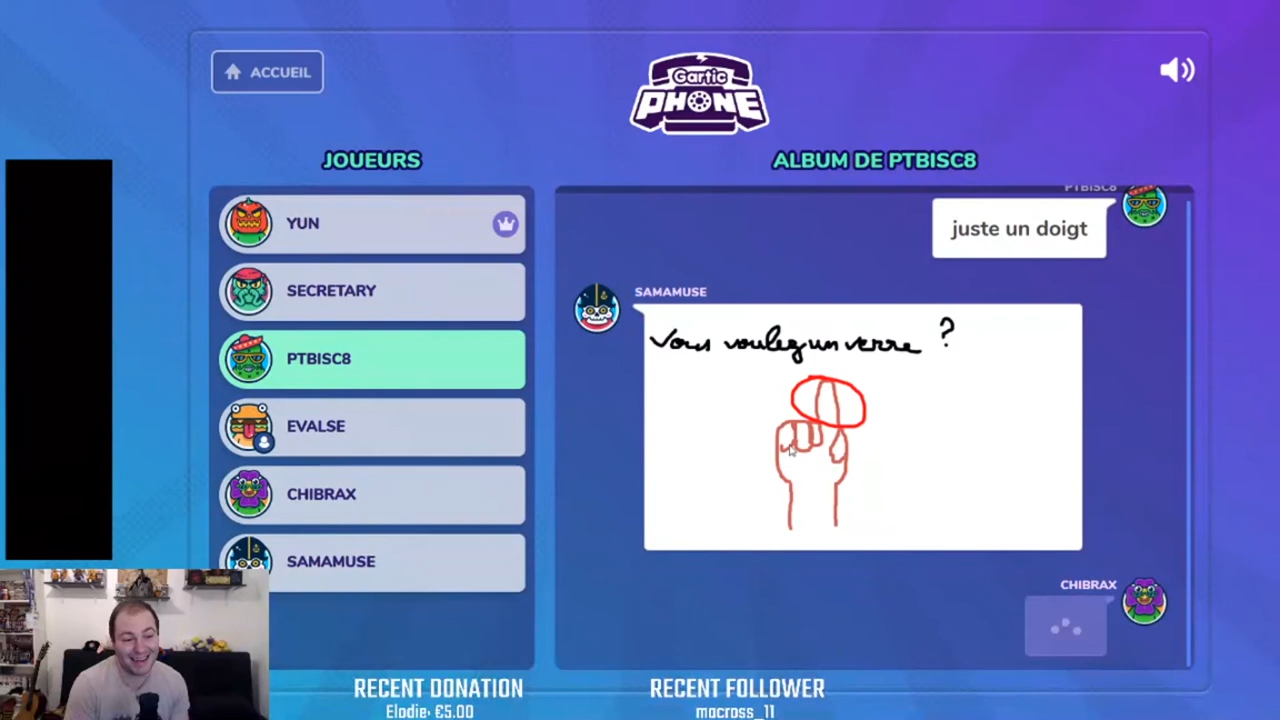 ACCUEIL
Gartic
PHONE
JOUEURS
ALBUM DE PTBISC8
YUN
SECRETARY
PTBISC8
EVALSE
CHIBRAX
SAMAMUSE
PTBISC8
juste un doigt
SAMAMUSE
Vous voulez un verre ?
CHIBRAX
RECENT DONATION
Elodie: €5.00
RECENT FOLLOWER
macross_11